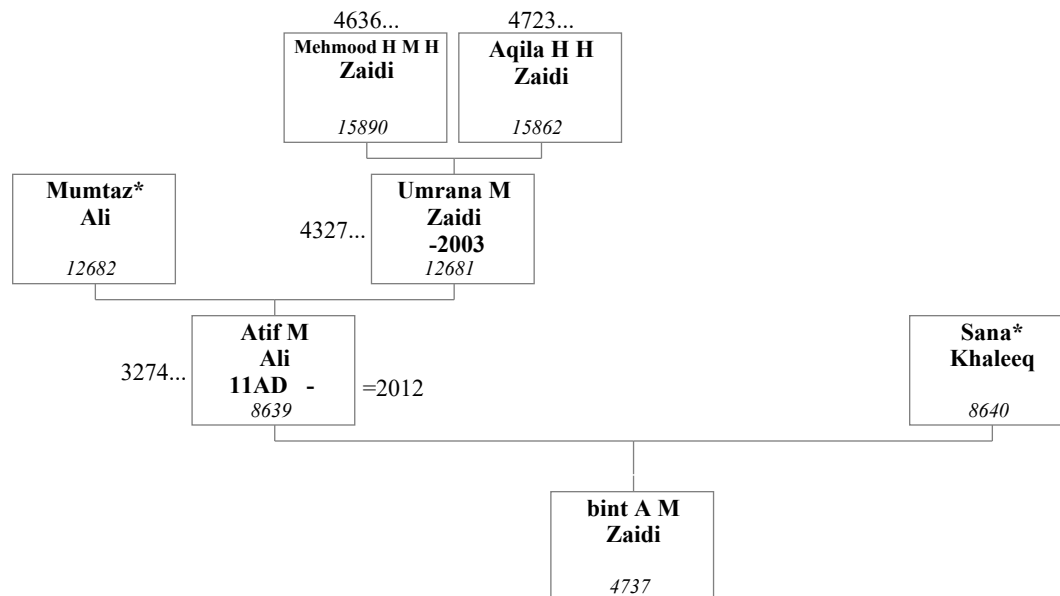 4636...
4723...
Mehmood H M H
Zaidi
15890
Aqila H H
Zaidi
15862
Mumtaz*
Ali
12682
4327...
Umrana M
Zaidi
-2003
12681
3274...
Atif M
Ali
11AD -
8639
=2012
Sana*
Khaleeq
8640
bint A M
Zaidi
4737